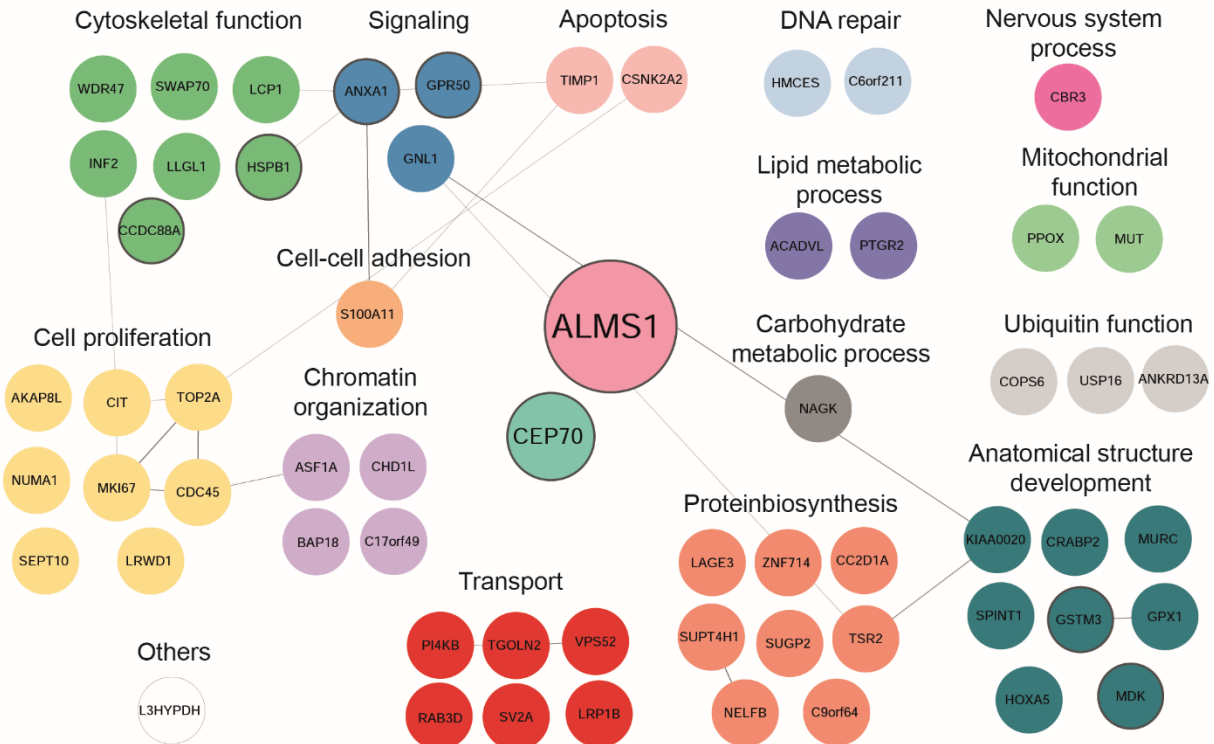 Cytoskeletal function
WDR47
SWAP70
LCP1
INF2
LLGL1
HSPB1
CCDC88A
Signaling
ANXA1
GPR50
GNL1
Apoptosis
TIMP1
CSNK2A2
DNA repair
HMCES
C6orf211
Nervous system
process
CBR3
Lipid metabolic
process
ACADVL
PTGR2
Mitochondrial
function
PPOX
MUT
Cell-cell adhesion
S100A11
ALMS1
CEP70
Carbohydrate
metabolic process
NAGK
Ubiquitin function
COPS6
USP16
ANKRD13A
Cell proliferation
AKAP8L
CIT
TOP2A
NUMA1
MKI67
CDC45
SEPT10
LRWD1
Chromatin
organization
ASF1A
CHD1L
BAP18
C17orf49
Anatomical structure
development
KIAA0020
CRABP2
MURC
SPINT1
GSTM3
GPX1
HOXA5
MDK
Proteinbiosynthesis
LAGE3
ZNF714
CC2D1A
SUPT4H1
SUGP2
TSR2
NELFB
C9orf64
Transport
PI4KB
TGOLN2
VPS52
RAB3D
SV2A
LRP1B
Others
L3HYPDH